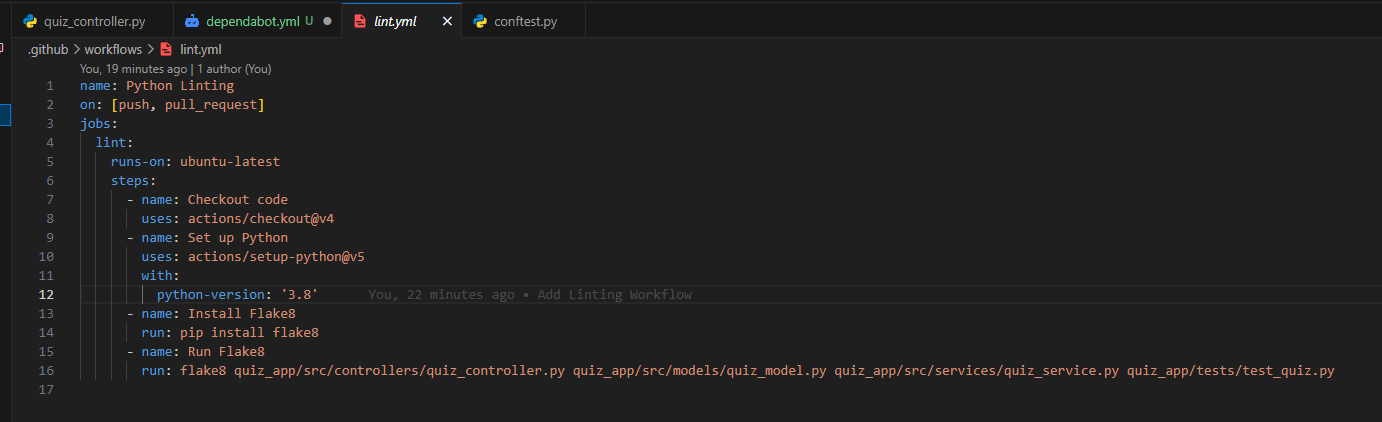 quiz_controller.py dependabot.yml U lint.yml conftest.py
.github > workflows > lint.yml
You, 19 minutes ago | 1 author (You)
1 name: Python Linting
2 on: [push, pull_request]
3 jobs:
4 lint:
5 runs-on: ubuntu-latest
6 steps:
7 - name: Checkout code
8 uses: actions/checkout@v4
9 - name: Set up Python
10 uses: actions/setup-python@v5
11 with:
12 python-version: '3.8' You, 22 minutes ago • Add Linting Workflow
13 - name: Install Flake8
14 run: pip install flake8
15 - name: Run Flake8
16 run: flake8 quiz_app/src/controllers/quiz_controller.py quiz_app/src/models/quiz_model.py quiz_app/src/services/quiz_service.py quiz_app/tests/test_quiz.py
17